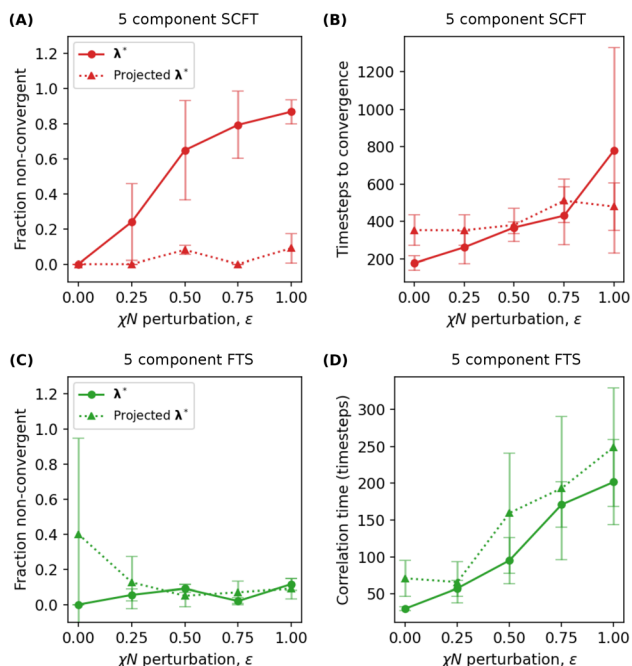 (A) 5 component SCFT
Fraction non-convergent
1.2
1.0
0.8
0.6
0.4
0.2
0.0
λ*
Projected λ*
0.00 0.25 0.50 0.75 1.00
χN perturbation, ε
(B) 5 component SCFT
Timesteps to convergence
1200
1000
800
600
400
200
0.00 0.25 0.50 0.75 1.00
χN perturbation, ε
(C) 5 component FTS
Fraction non-convergent
1.2
1.0
0.8
0.6
0.4
0.2
0.0
λ*
Projected λ*
0.00 0.25 0.50 0.75 1.00
χN perturbation, ε
(D) 5 component FTS
Correlation time (timesteps)
300
250
200
150
100
50
0.00 0.25 0.50 0.75 1.00
χN perturbation, ε